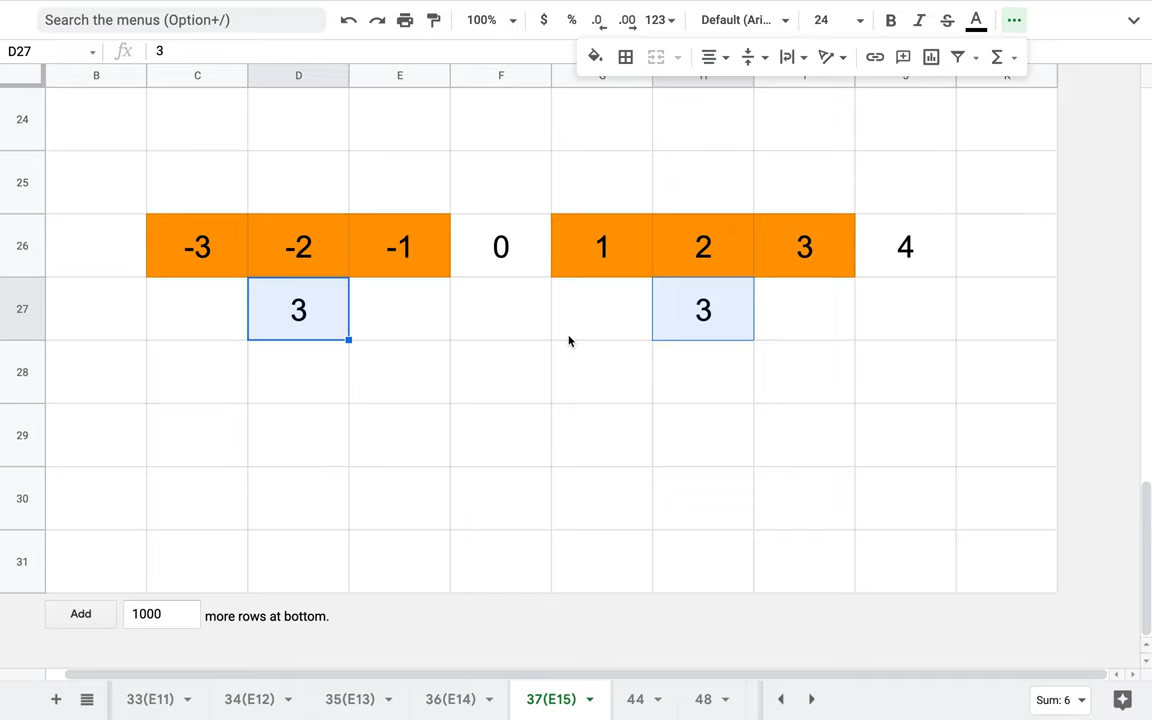 Search the menus (Option+/)
100%
$ % .0 .00 123
Default (Ari...
24
B I S A
D27
fx
3
B C D E F G H I J K
24
25
26 -3 -2 -1 0 1 2 3 4
27 3 3
28
29
30
31
Add 1000 more rows at bottom.
33(E11) 34(E12) 35(E13) 36(E14) 37(E15) 44 48
Sum: 6